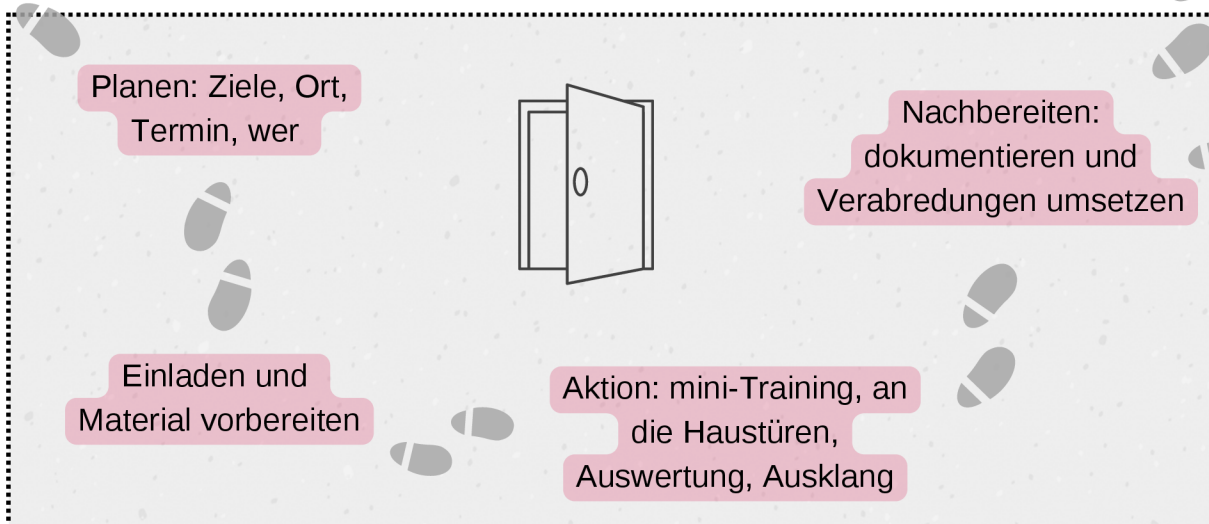 Planen: Ziele, Ort,
Termin, wer
Einladen und
Material vorbereiten
Aktion: mini-Training, an
die Haustüren,
Auswertung, Ausklang
Nachbereiten:
dokumentieren und
Verabredungen umsetzen